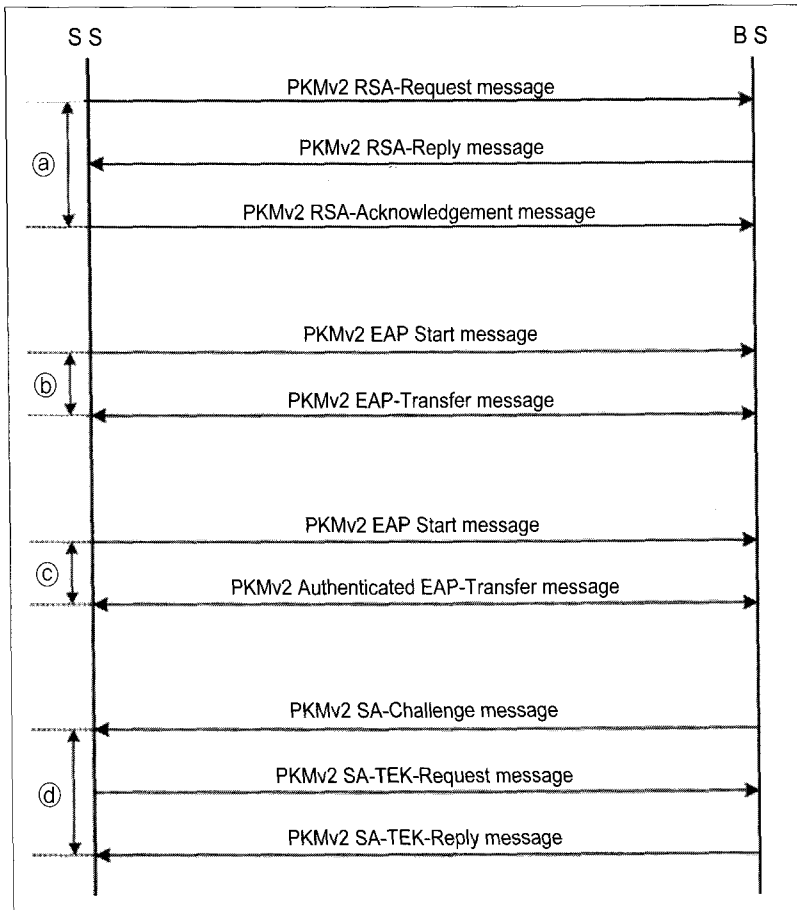 S S
B S
PKMv2 RSA-Request message
PKMv2 RSA-Reply message
ⓐ
PKMv2 RSA-Acknowledgement message
PKMv2 EAP Start message
ⓑ
PKMv2 EAP-Transfer message
PKMv2 EAP Start message
ⓒ
PKMv2 Authenticated EAP-Transfer message
PKMv2 SA-Challenge message
PKMv2 SA-TEK-Request message
ⓓ
PKMv2 SA-TEK-Reply message